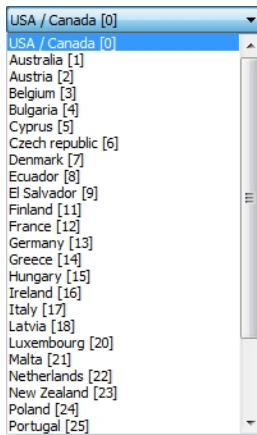 USA / Canada [0]
USA / Canada [0]
Australia [1]
Austria [2]
Belgium [3]
Bulgaria [4]
Cyprus [5]
Czech republic [6]
Denmark [7]
Ecuador [8]
El Salvador [9]
Finland [11]
France [12]
Germany [13]
Greece [14]
Hungary [15]
Ireland [16]
Italy [17]
Latvia [18]
Luxembourg [20]
Malta [21]
Netherlands [22]
New Zealand [23]
Poland [24]
Portugal [25]